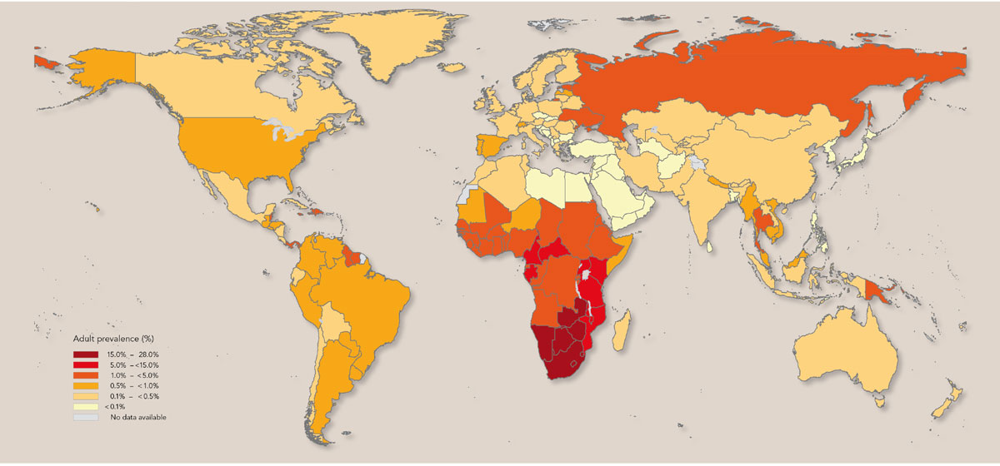 Adult prevalence (%)
15.0% – 28.0%
5.0% – <15.0%
1.0% – <5.0%
0.5% – <1.0%
0.1% – <0.5%
<0.1%
No data available